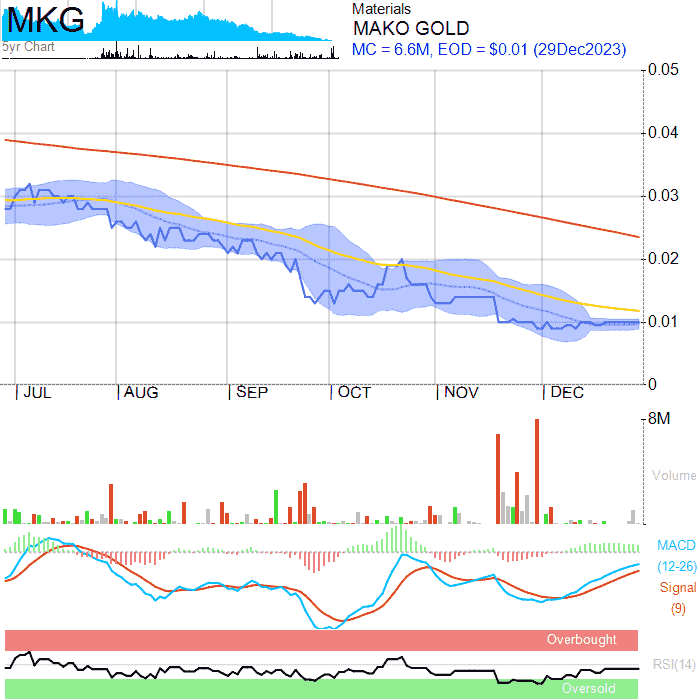 MKG
5yr Chart
Materials
MAKO GOLD
MC = 6.6M, EOD = $0.01 (29Dec2023)
0.05
0.04
0.03
0.02
0.01
0
JUL AUG SEP OCT NOV DEC
8M
Volume
MACD
(12-26)
Signal
(9)
Overbought
RSI(14)
Oversold